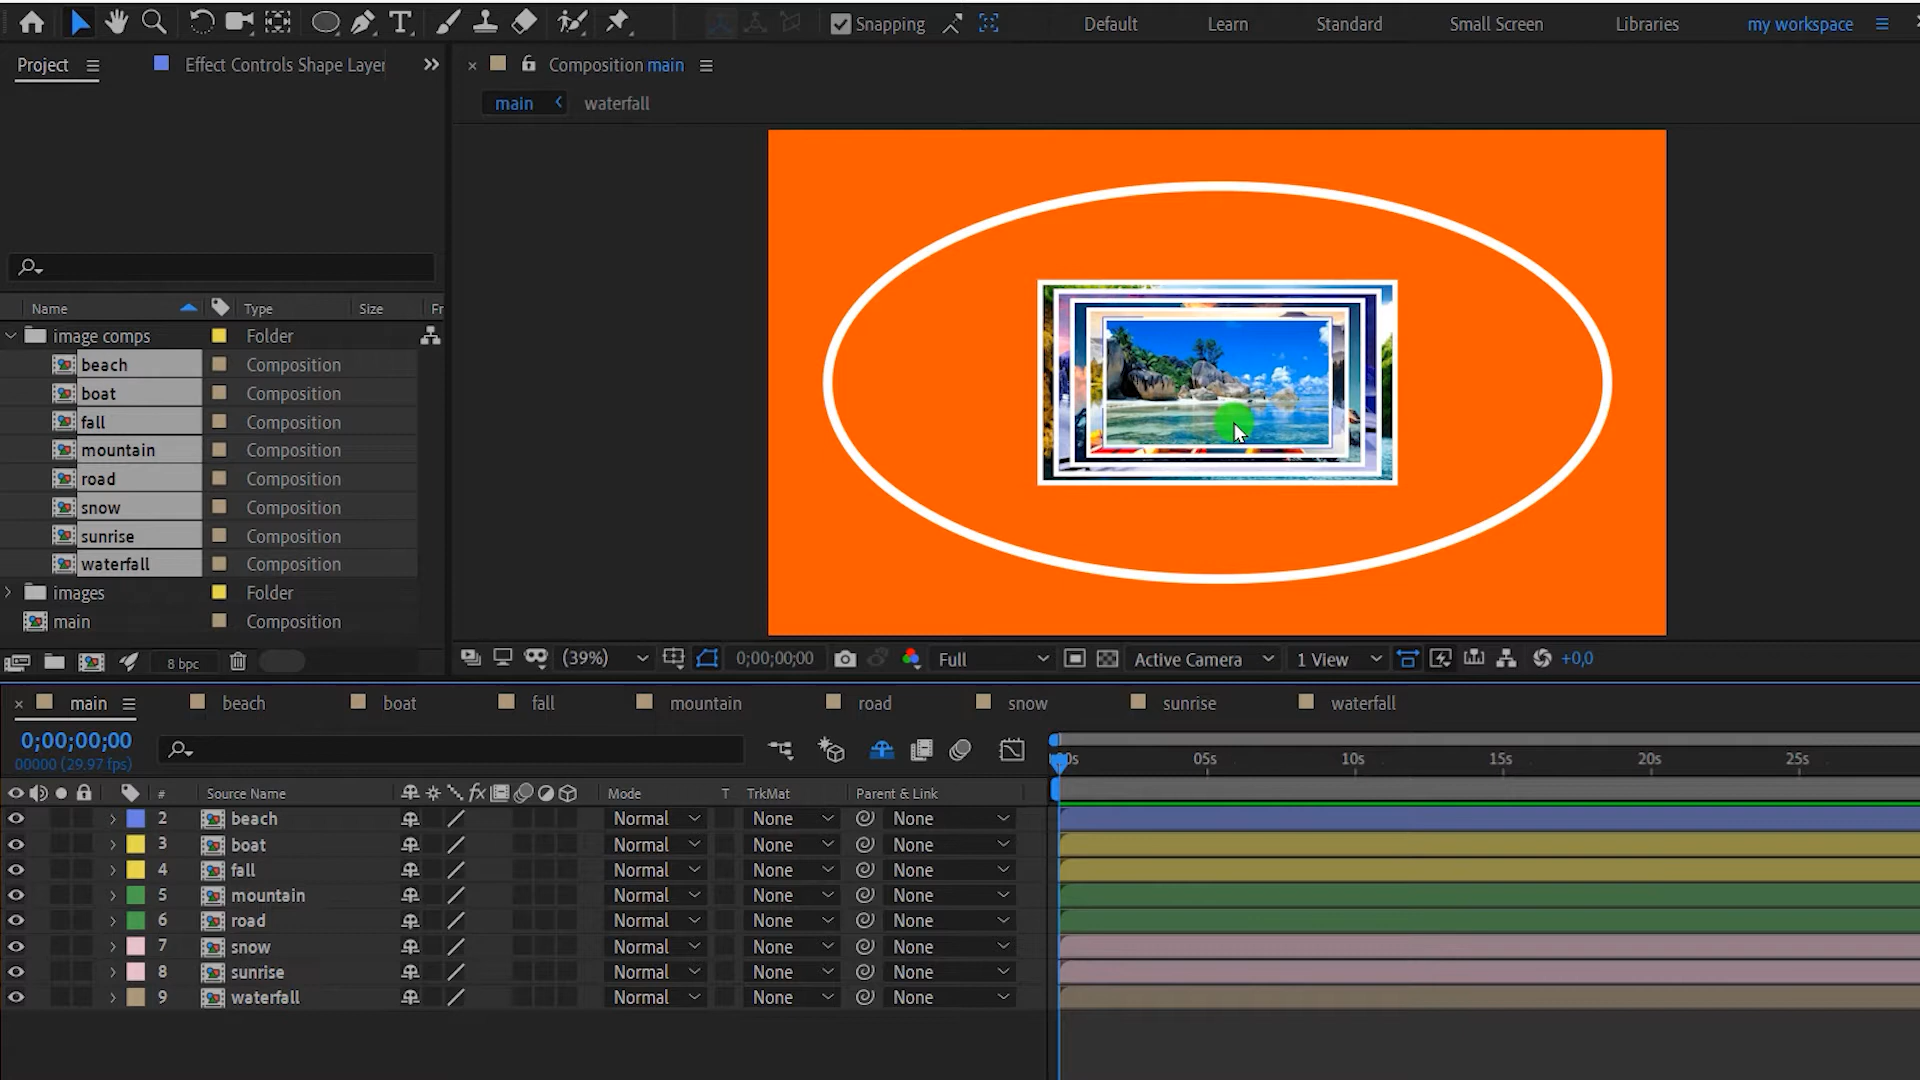 Snapping
Default
Learn
Standard
Small Screen
Libraries
my workspace
Project
Effect Controls Shape Layer
Composition main
main
waterfall
Name
Type
Size
Fr
image comps
Folder
beach
Composition
boat
Composition
fall
Composition
mountain
Composition
road
Composition
snow
Composition
sunrise
Composition
waterfall
Composition
images
Folder
main
Composition
8 bpc
(39%)
0;00;00;00
Full
Active Camera
1 View
+0,0
main
beach
boat
fall
mountain
road
snow
sunrise
waterfall
0;00;00;00
00000 (29.97 fps)
05s
10s
15s
20s
25s
# Source Name
Mode
T TrkMat
Parent & Link
2 beach Normal None None
3 boat Normal None None
4 fall Normal None None
5 mountain Normal None None
6 road Normal None None
7 snow Normal None None
8 sunrise Normal None None
9 waterfall Normal None None